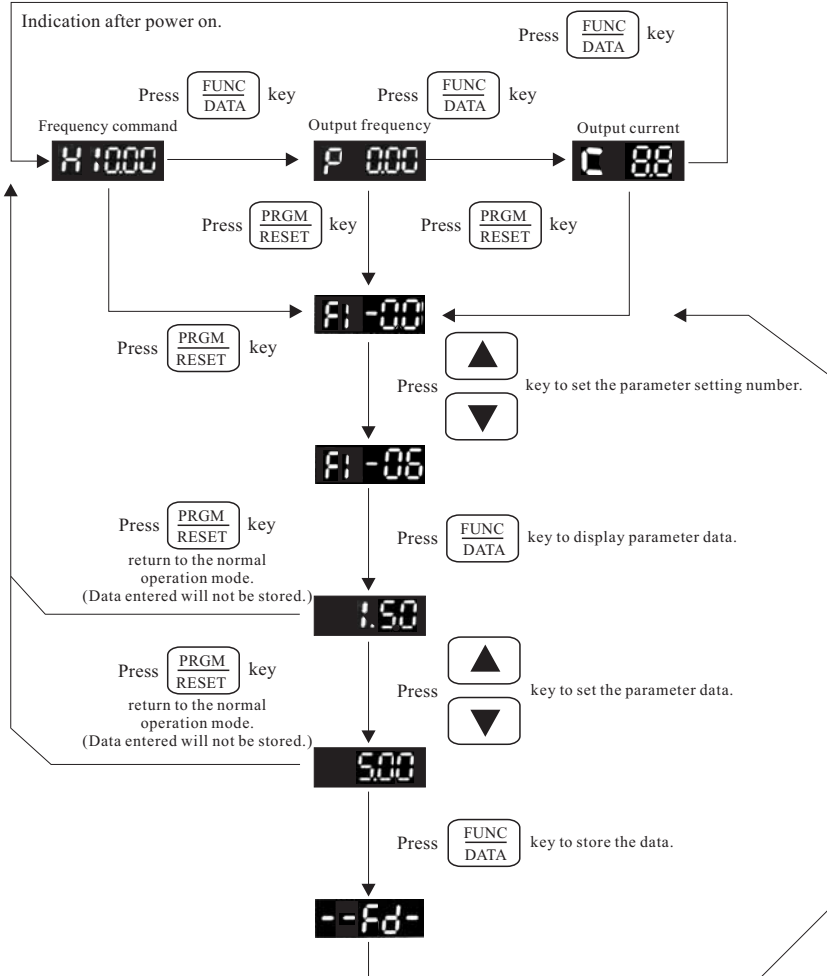 Indication after power on.
Press FUNC DATA key
Press FUNC DATA key
Press FUNC DATA key
Frequency command
Output frequency
Output current
H 10.00
P 0.00
C 8.8
Press PRGM RESET key
Press PRGM RESET key
F1 -00
Press PRGM RESET key
Press ▲ ▼ key to set the parameter setting number.
F1 -06
Press PRGM RESET key
return to the normal
operation mode.
(Data entered will not be stored.)
Press FUNC DATA key to display parameter data.
1.50
Press PRGM RESET key
return to the normal
operation mode.
(Data entered will not be stored.)
Press ▲ ▼ key to set the parameter data.
5.00
Press FUNC DATA key to store the data.
--Fd-